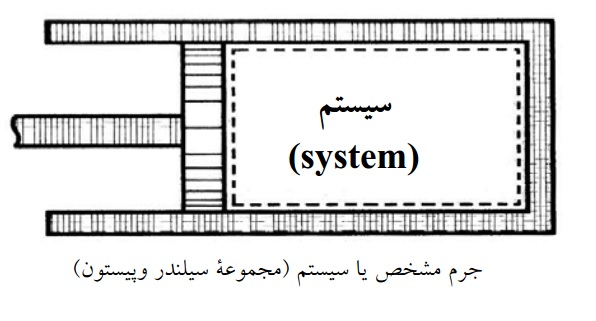 سیستم
(system)
جرم مشخص یا سیستم (مجموعهٔ سیلندر وپیستون)